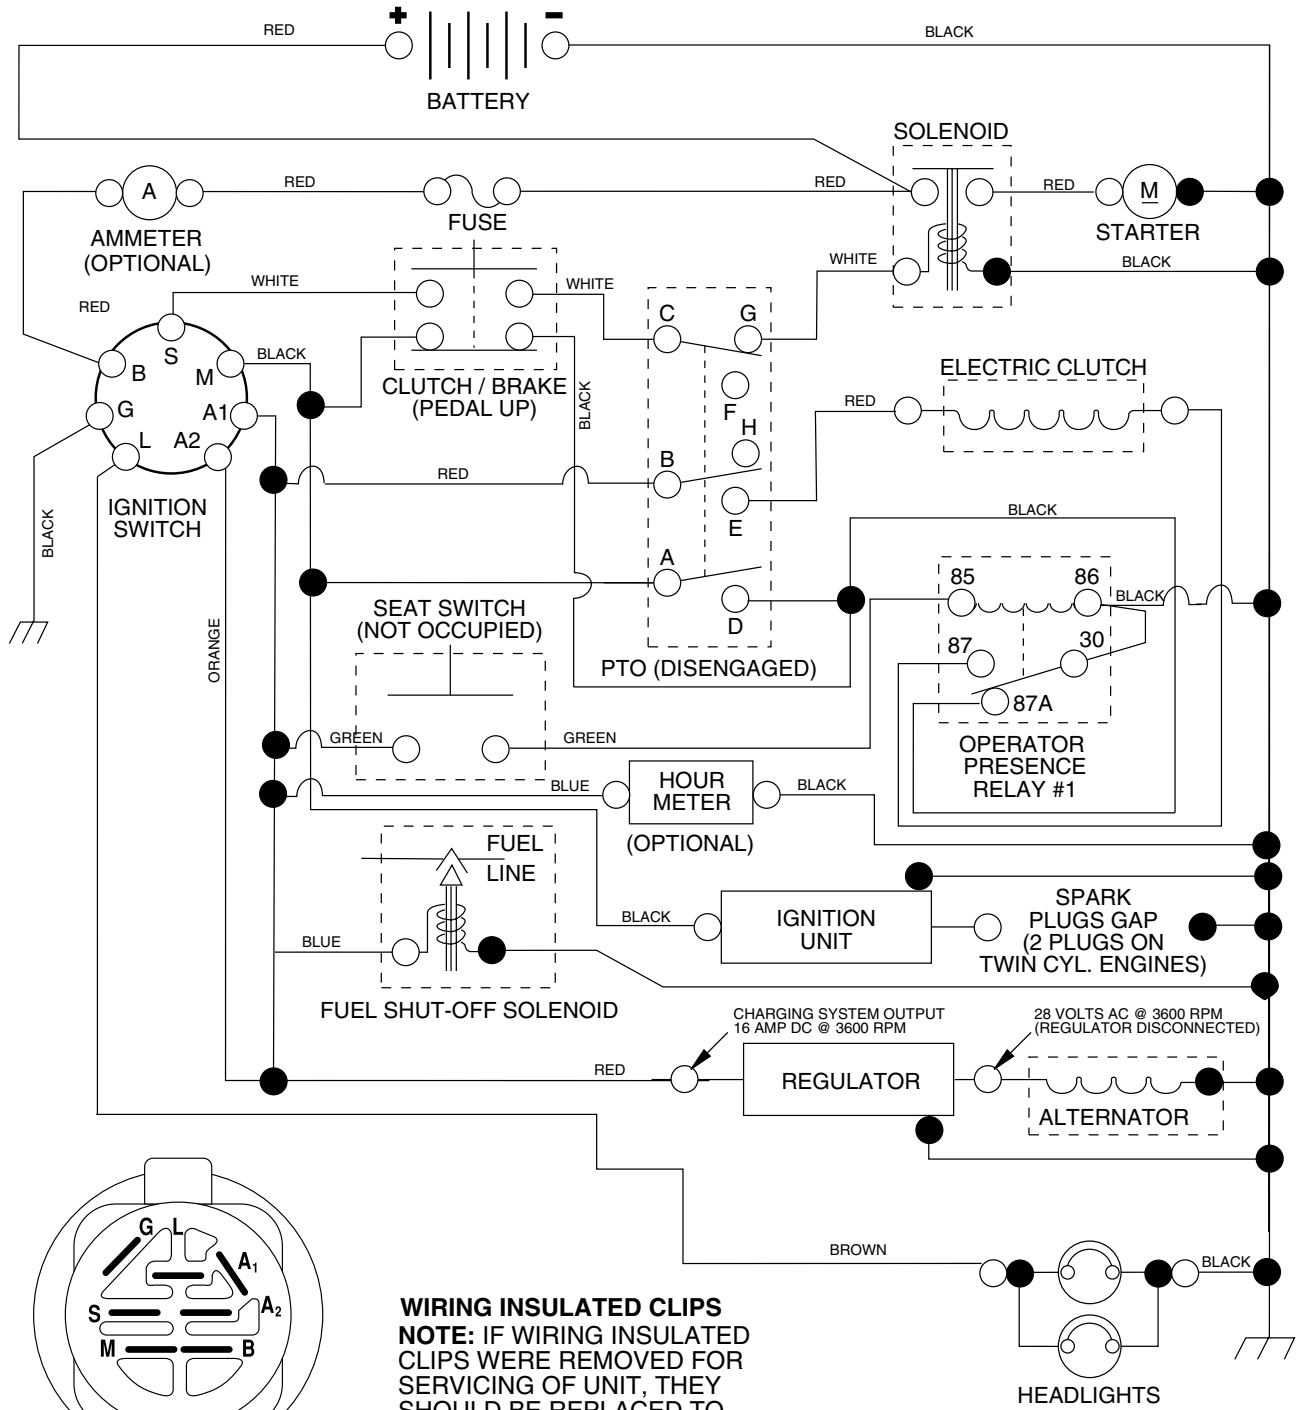 + −
RED
BLACK
BATTERY
SOLENOID
A
RED
RED
RED
M
FUSE
STARTER
AMMETER
(OPTIONAL)
WHITE
BLACK
WHITE
WHITE
RED
S
B
M
BLACK
C
G
CLUTCH / BRAKE
(PEDAL UP)
BLACK
ELECTRIC CLUTCH
G
A1
F
RED
L
A2
H
B
RED
IGNITION
SWITCH
E
BLACK
BLACK
A
85
86
BLACK
SEAT SWITCH
(NOT OCCUPIED)
ORANGE
D
87
30
PTO (DISENGAGED)
87A
GREEN
GREEN
OPERATOR
PRESENCE
RELAY #1
BLUE
HOUR
METER
BLACK
(OPTIONAL)
FUEL
LINE
BLACK
IGNITION
UNIT
SPARK
PLUGS GAP
(2 PLUGS ON
TWIN CYL. ENGINES)
BLUE
FUEL SHUT-OFF SOLENOID
CHARGING SYSTEM OUTPUT
16 AMP DC @ 3600 RPM
28 VOLTS AC @ 3600 RPM
(REGULATOR DISCONNECTED)
RED
REGULATOR
ALTERNATOR
G L
A1
BROWN
BLACK
S
A2
M
B
WIRING INSULATED CLIPS
NOTE: IF WIRING INSULATED
CLIPS WERE REMOVED FOR
SERVICING OF UNIT, THEY
SHOULD BE REPLACED TO
HEADLIGHTS